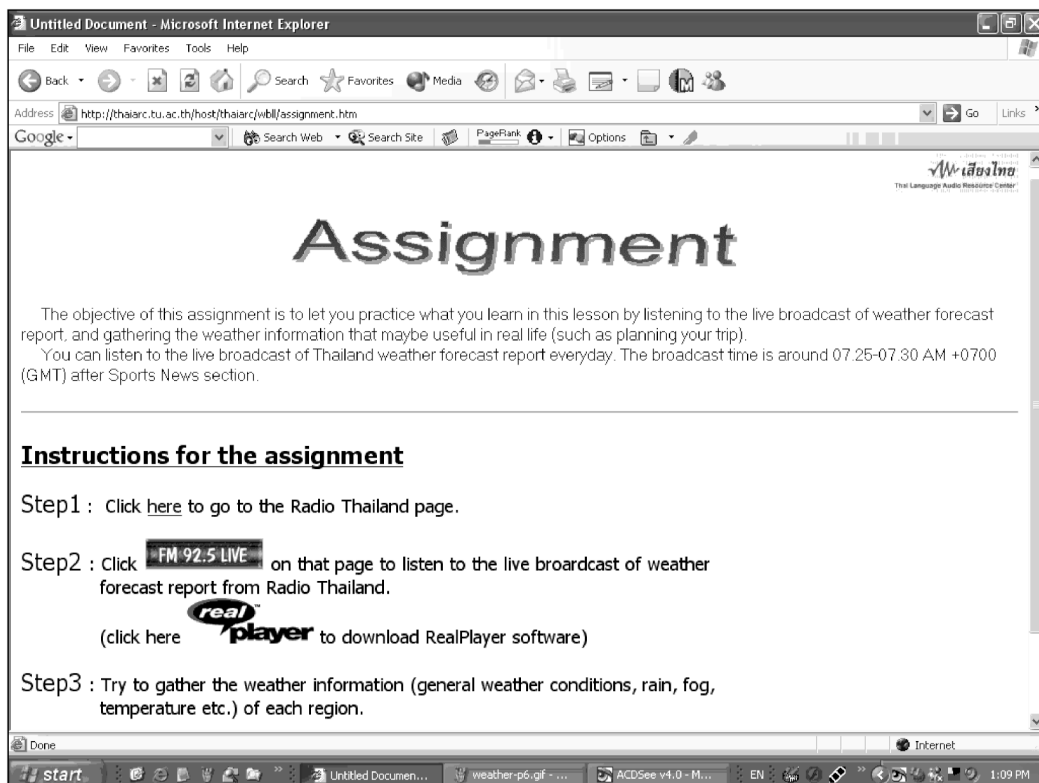 Untitled Document - Microsoft Internet Explorer
File Edit View Favorites Tools Help
Back Search Favorites Media
Address http://thaiarc.tu.ac.th/host/thaiarc/wbll/assignment.htm Go Links »
Google Search Web Search Site PageRank Options
เสียงไทย
Thai Language Audio Resource Center
Assignment
The objective of this assignment is to let you practice what you learn in this lesson by listening to the live broadcast of weather forecast
report, and gathering the weather information that maybe useful in real life (such as planning your trip).
You can listen to the live broadcast of Thailand weather forecast report everyday. The broadcast time is around 07.25-07.30 AM +0700
(GMT) after Sports News section.
Instructions for the assignment
Step1 : Click here to go to the Radio Thailand page.
Step2 : Click FM 92.5 LIVE on that page to listen to the live broardcast of weather
forecast report from Radio Thailand.
(click here real player to download RealPlayer software)
Step3 : Try to gather the weather information (general weather conditions, rain, fog,
temperature etc.) of each region.
Done Internet
start » Untitled Documen... weather-p6.gif - ... ACDSee v4.0 - M... EN » 1:09 PM